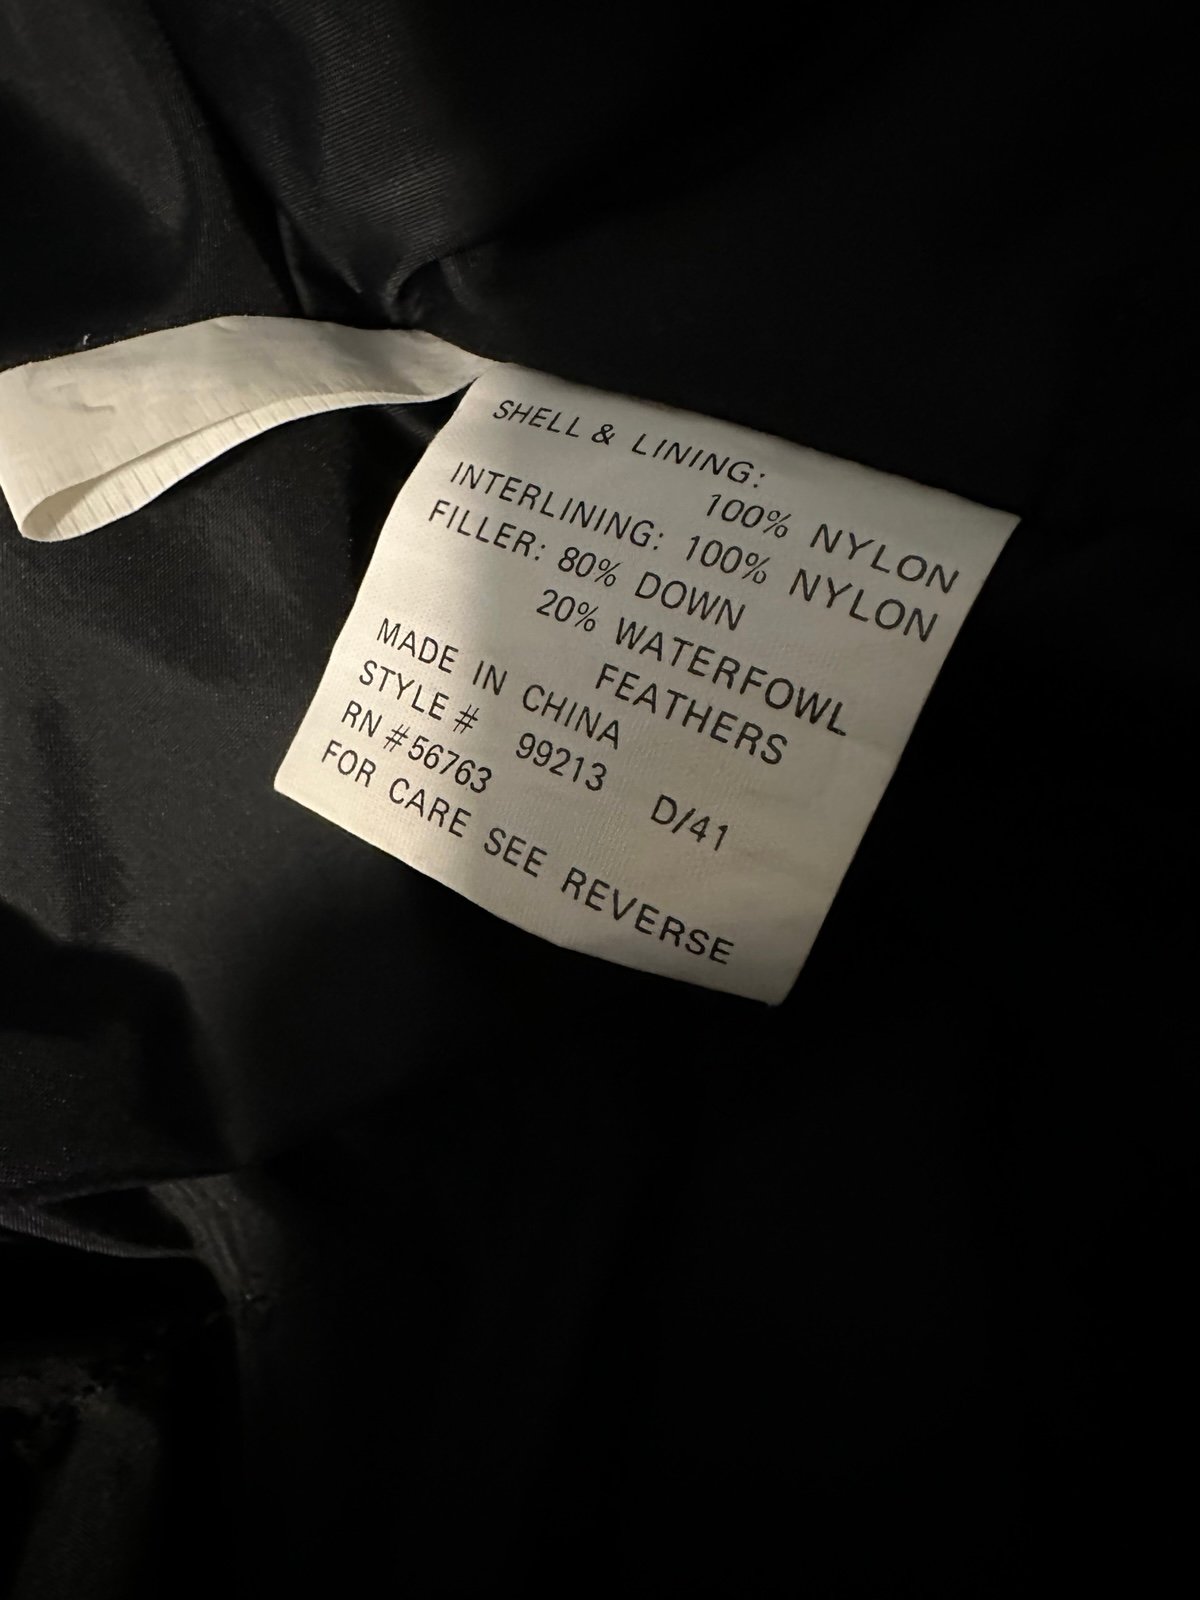 SHELL & LINING:
100% NYLON
INTERLINING: 100% NYLON
FILLER: 80% DOWN
20% WATERFOWL
FEATHERS
MADE IN CHINA
STYLE # 99213 D/41
RN #56763
FOR CARE SEE REVERSE